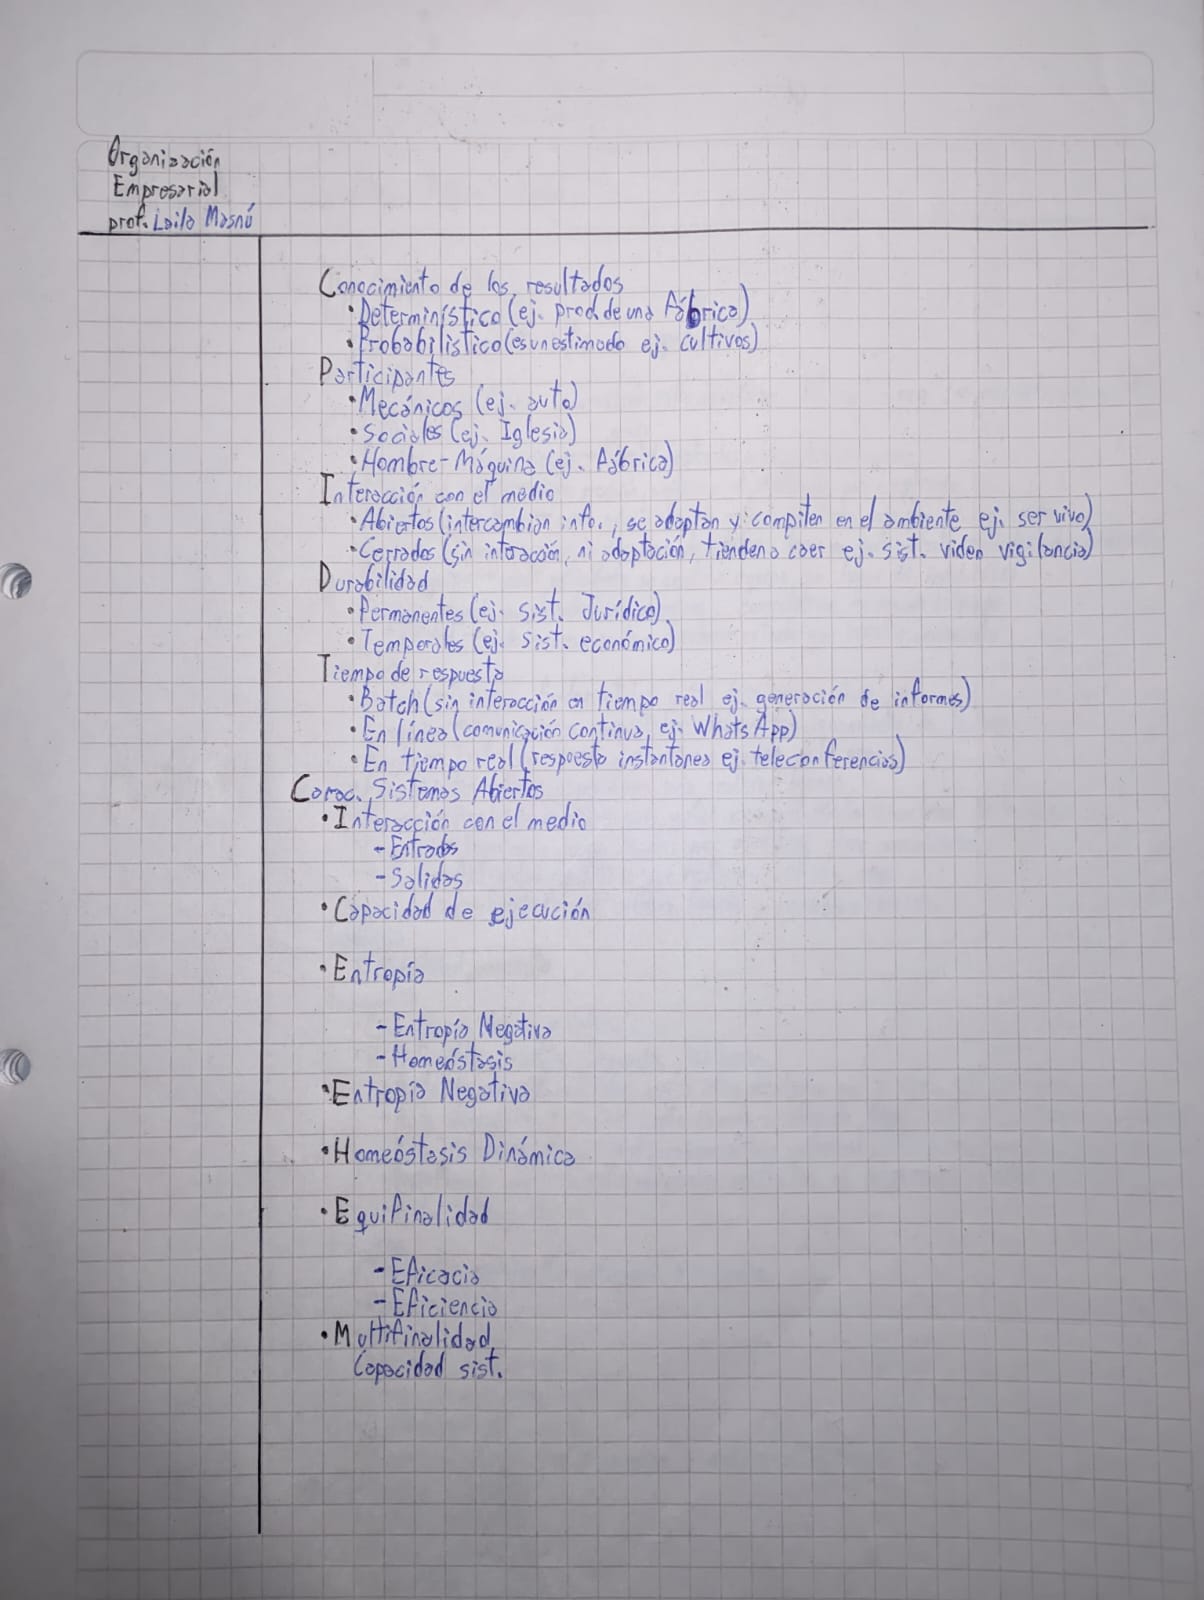 Organización
Empresarial
prof. Laila Masnú
Conocimiento de los resultados
• Determinístico (ej. prod. de una Fábrica)
• Probabilístico (es un estimado ej. cultivos)
Participantes
• Mecánicos (ej. auto)
• Sociales (ej. Iglesia)
• Hombre-Máquina (ej. Fábrica)
Interacción con el medio
• Abiertos (intercambian info., se adaptan y compiten en el ambiente ej. ser vivo)
• Cerrados (sin interacción, ni adaptación, tienden a caer ej. sist. video vigilancia)
Durabilidad
• Permanentes (ej. sist. Jurídico)
• Temporales (ej. sist. económico)
Tiempo de respuesta
• Batch (sin interacción en tiempo real ej. generación de informes)
• En línea (comunicación continua, ej. WhatsApp)
• En tiempo real (respuesta instantanea ej. teleconferencias)
Carac. Sistemas Abiertos
• Interacción con el medio
- Entradas
- Salidas
• Capacidad de ejecución
• Entropía
- Entropía Negativa
- Homeóstasis
• Entropía Negativa
• Homeóstasis Dinámica
• Equifinalidad
- Eficacia
- Eficiencia
• Multifinalidad
Capacidad sist.